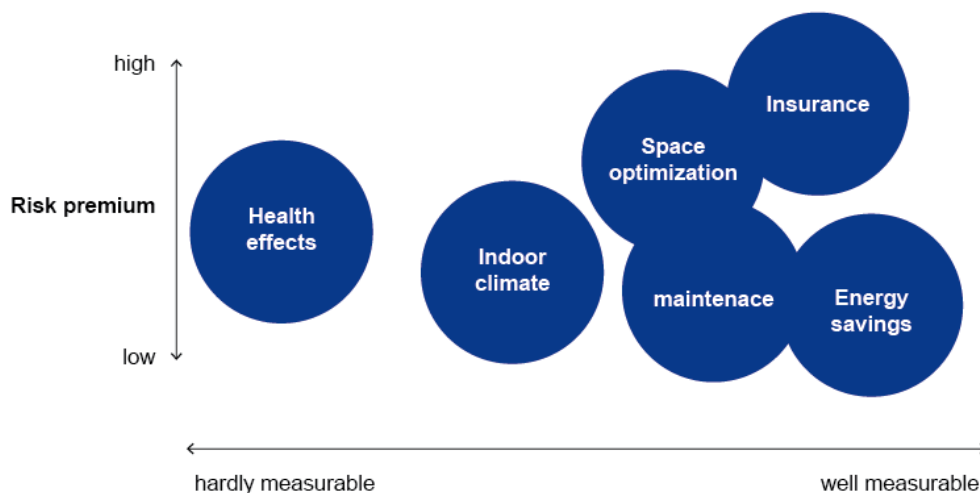 high
Insurance
Space
optimization
Risk premium
Health
effects
Indoor
climate
maintenace
Energy
savings
low
hardly measurable
well measurable